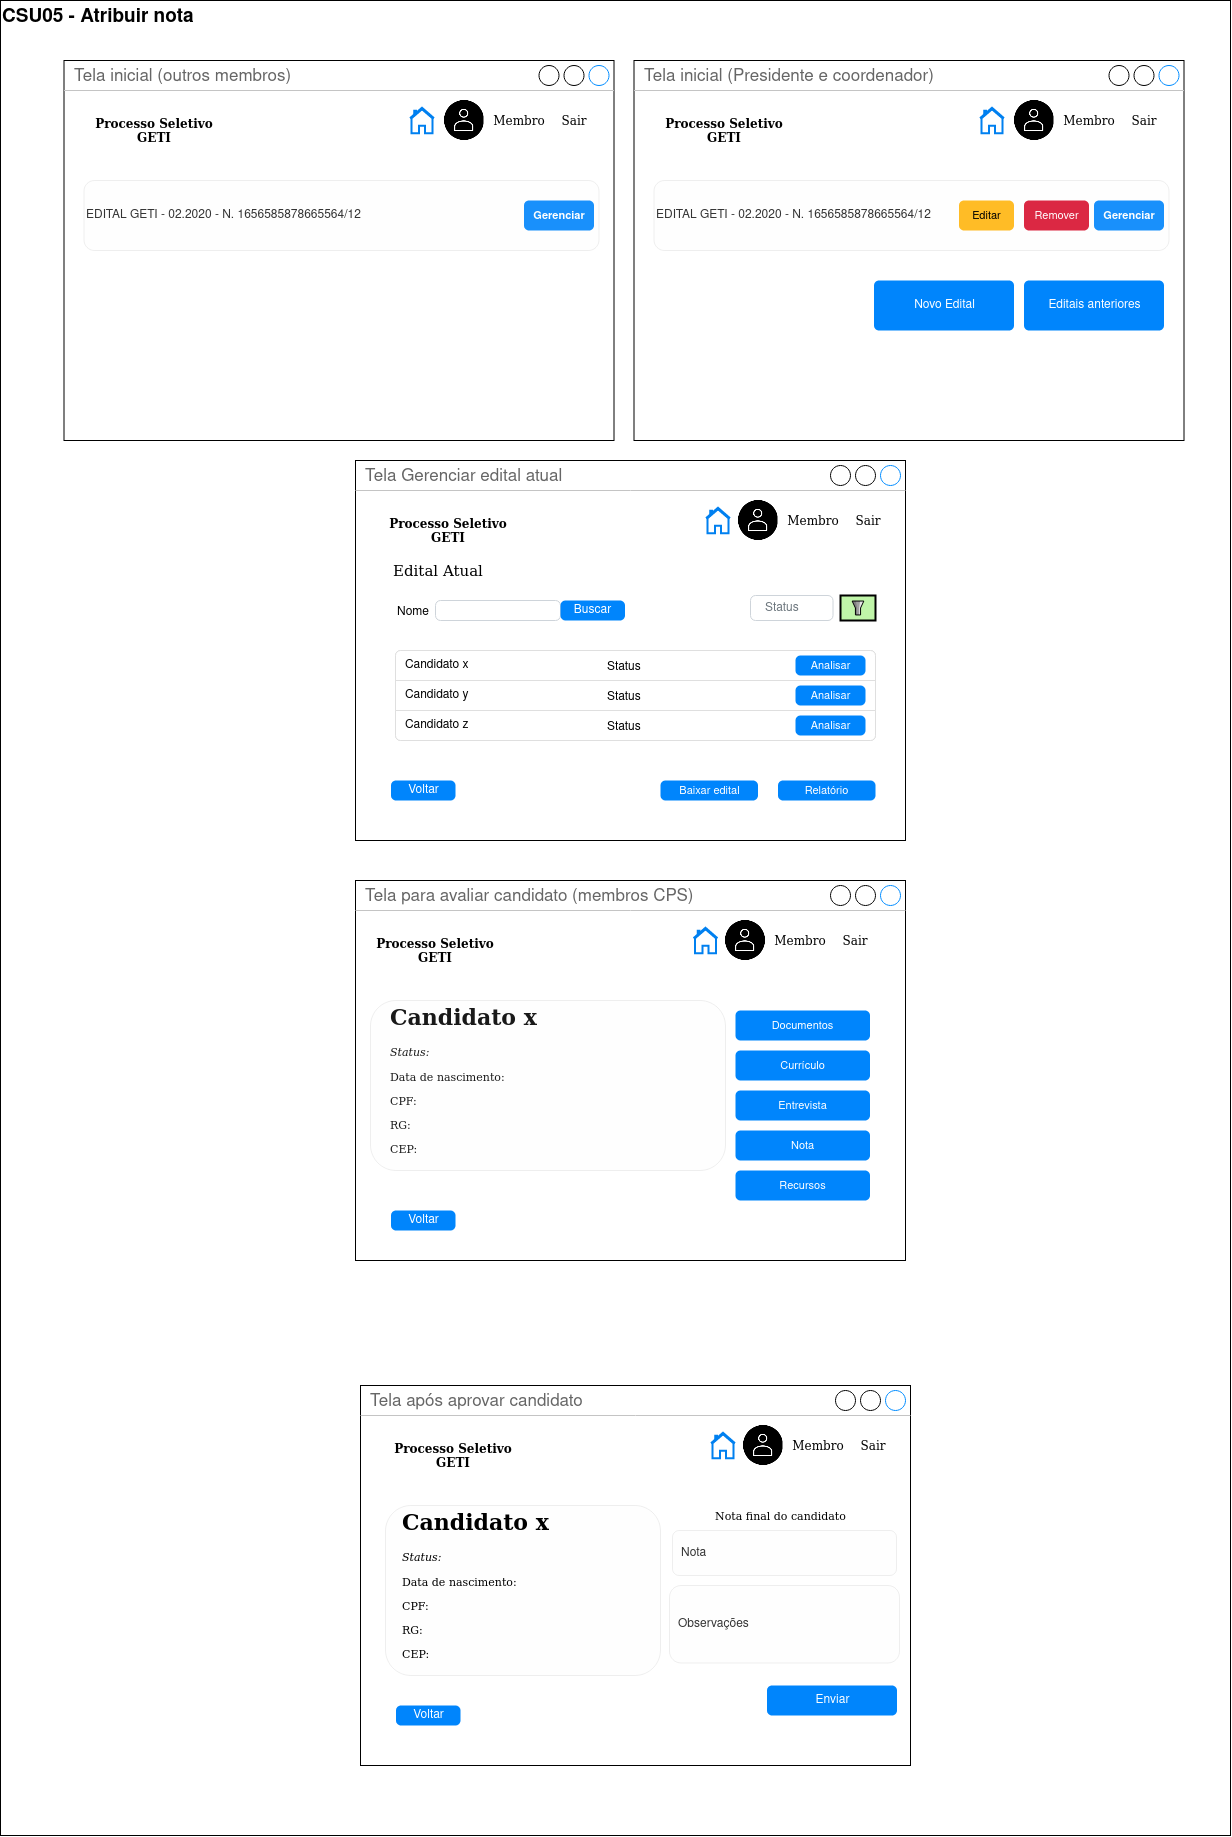 CSU05 - Atribuir nota
Tela inicial (outros membros)
Processo Seletivo
GETI
Membro
Sair
EDITAL GETI - 02.2020 - N. 1656585878665564/12
Gerenciar
Tela inicial (Presidente e coordenador)
Processo Seletivo
GETI
Membro
Sair
EDITAL GETI - 02.2020 - N. 1656585878665564/12
Editar
Remover
Gerenciar
Novo Edital
Editais anteriores
Tela Gerenciar edital atual
Processo Seletivo
GETI
Membro
Sair
Edital Atual
Nome
Buscar
Status
Candidato x
Status
Analisar
Candidato y
Status
Analisar
Candidato z
Status
Analisar
Voltar
Baixar edital
Relatório
Tela para avaliar candidato (membros CPS)
Processo Seletivo
GETI
Membro
Sair
Candidato x
Status:
Data de nascimento:
CPF:
RG:
CEP:
Documentos
Currículo
Entrevista
Nota
Recursos
Voltar
Tela após aprovar candidato
Processo Seletivo
GETI
Membro
Sair
Candidato x
Status:
Data de nascimento:
CPF:
RG:
CEP:
Nota final do candidato
Nota
Observações
Enviar
Voltar